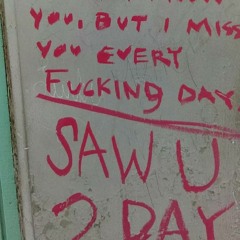 YOU, BUT I MISS
YOU EVERY
FUCKING DAY
SAW U
2 DAY